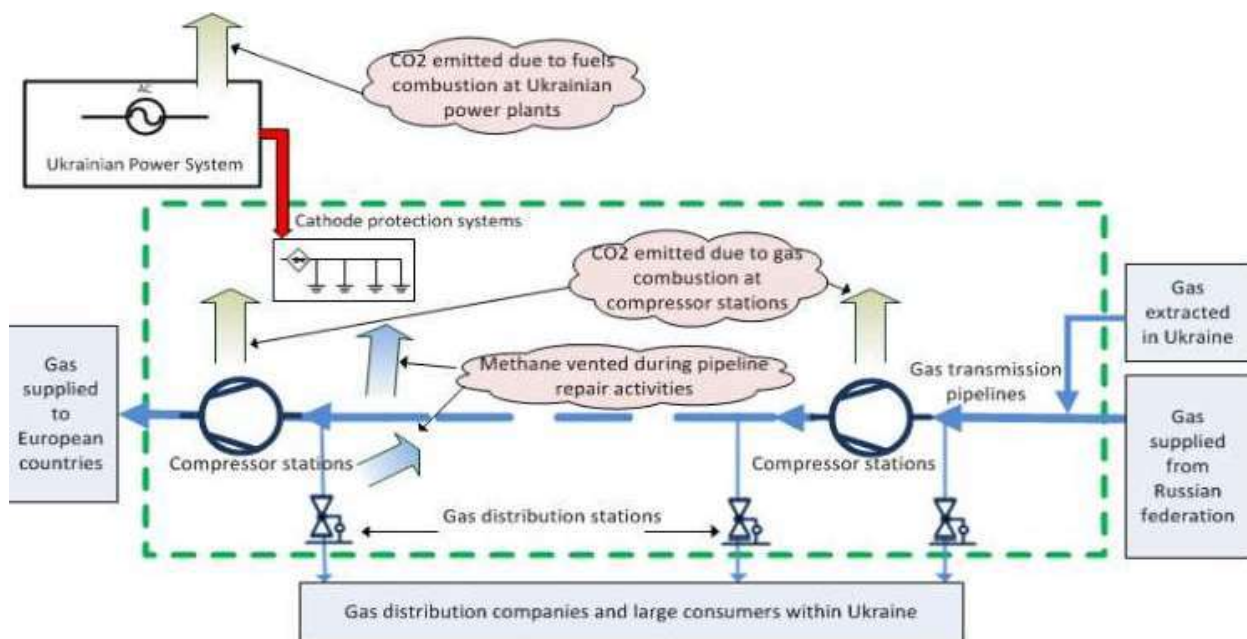 CO2 emitted due to fuels
combustion at Ukrainian
power plants
AC
Ukrainian Power System
Cathode protection systems
CO2 emitted due to gas
combustion at
compressor stations
Gas
extracted
in Ukraine
Gas
supplied
to
European
countries
Methane vented during pipeline
repair activities
Gas transmission
pipelines
Gas
supplied
from
Russian
federation
Compressor stations
Compressor stations
Gas distribution stations
Gas distribution companies and large consumers within Ukraine